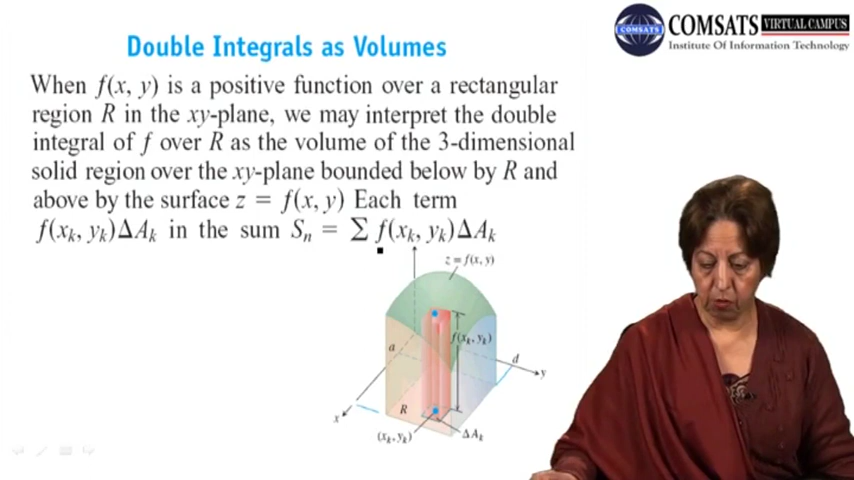 COMSATS VIRTUAL CAMPUS
COMSATS
Institute Of Information Technology
Double Integrals as Volumes
When f(x, y) is a positive function over a rectangular
region R in the xy-plane, we may interpret the double
integral of f over R as the volume of the 3-dimensional
solid region over the xy-plane bounded below by R and
above by the surface z = f(x, y) Each term
f(xₖ, yₖ)ΔAₖ in the sum Sₙ = Σ f(xₖ, yₖ)ΔAₖ
z = f(x, y)
f(xₖ, yₖ)
a
d
y
x
R
(xₖ, yₖ)
ΔAₖ